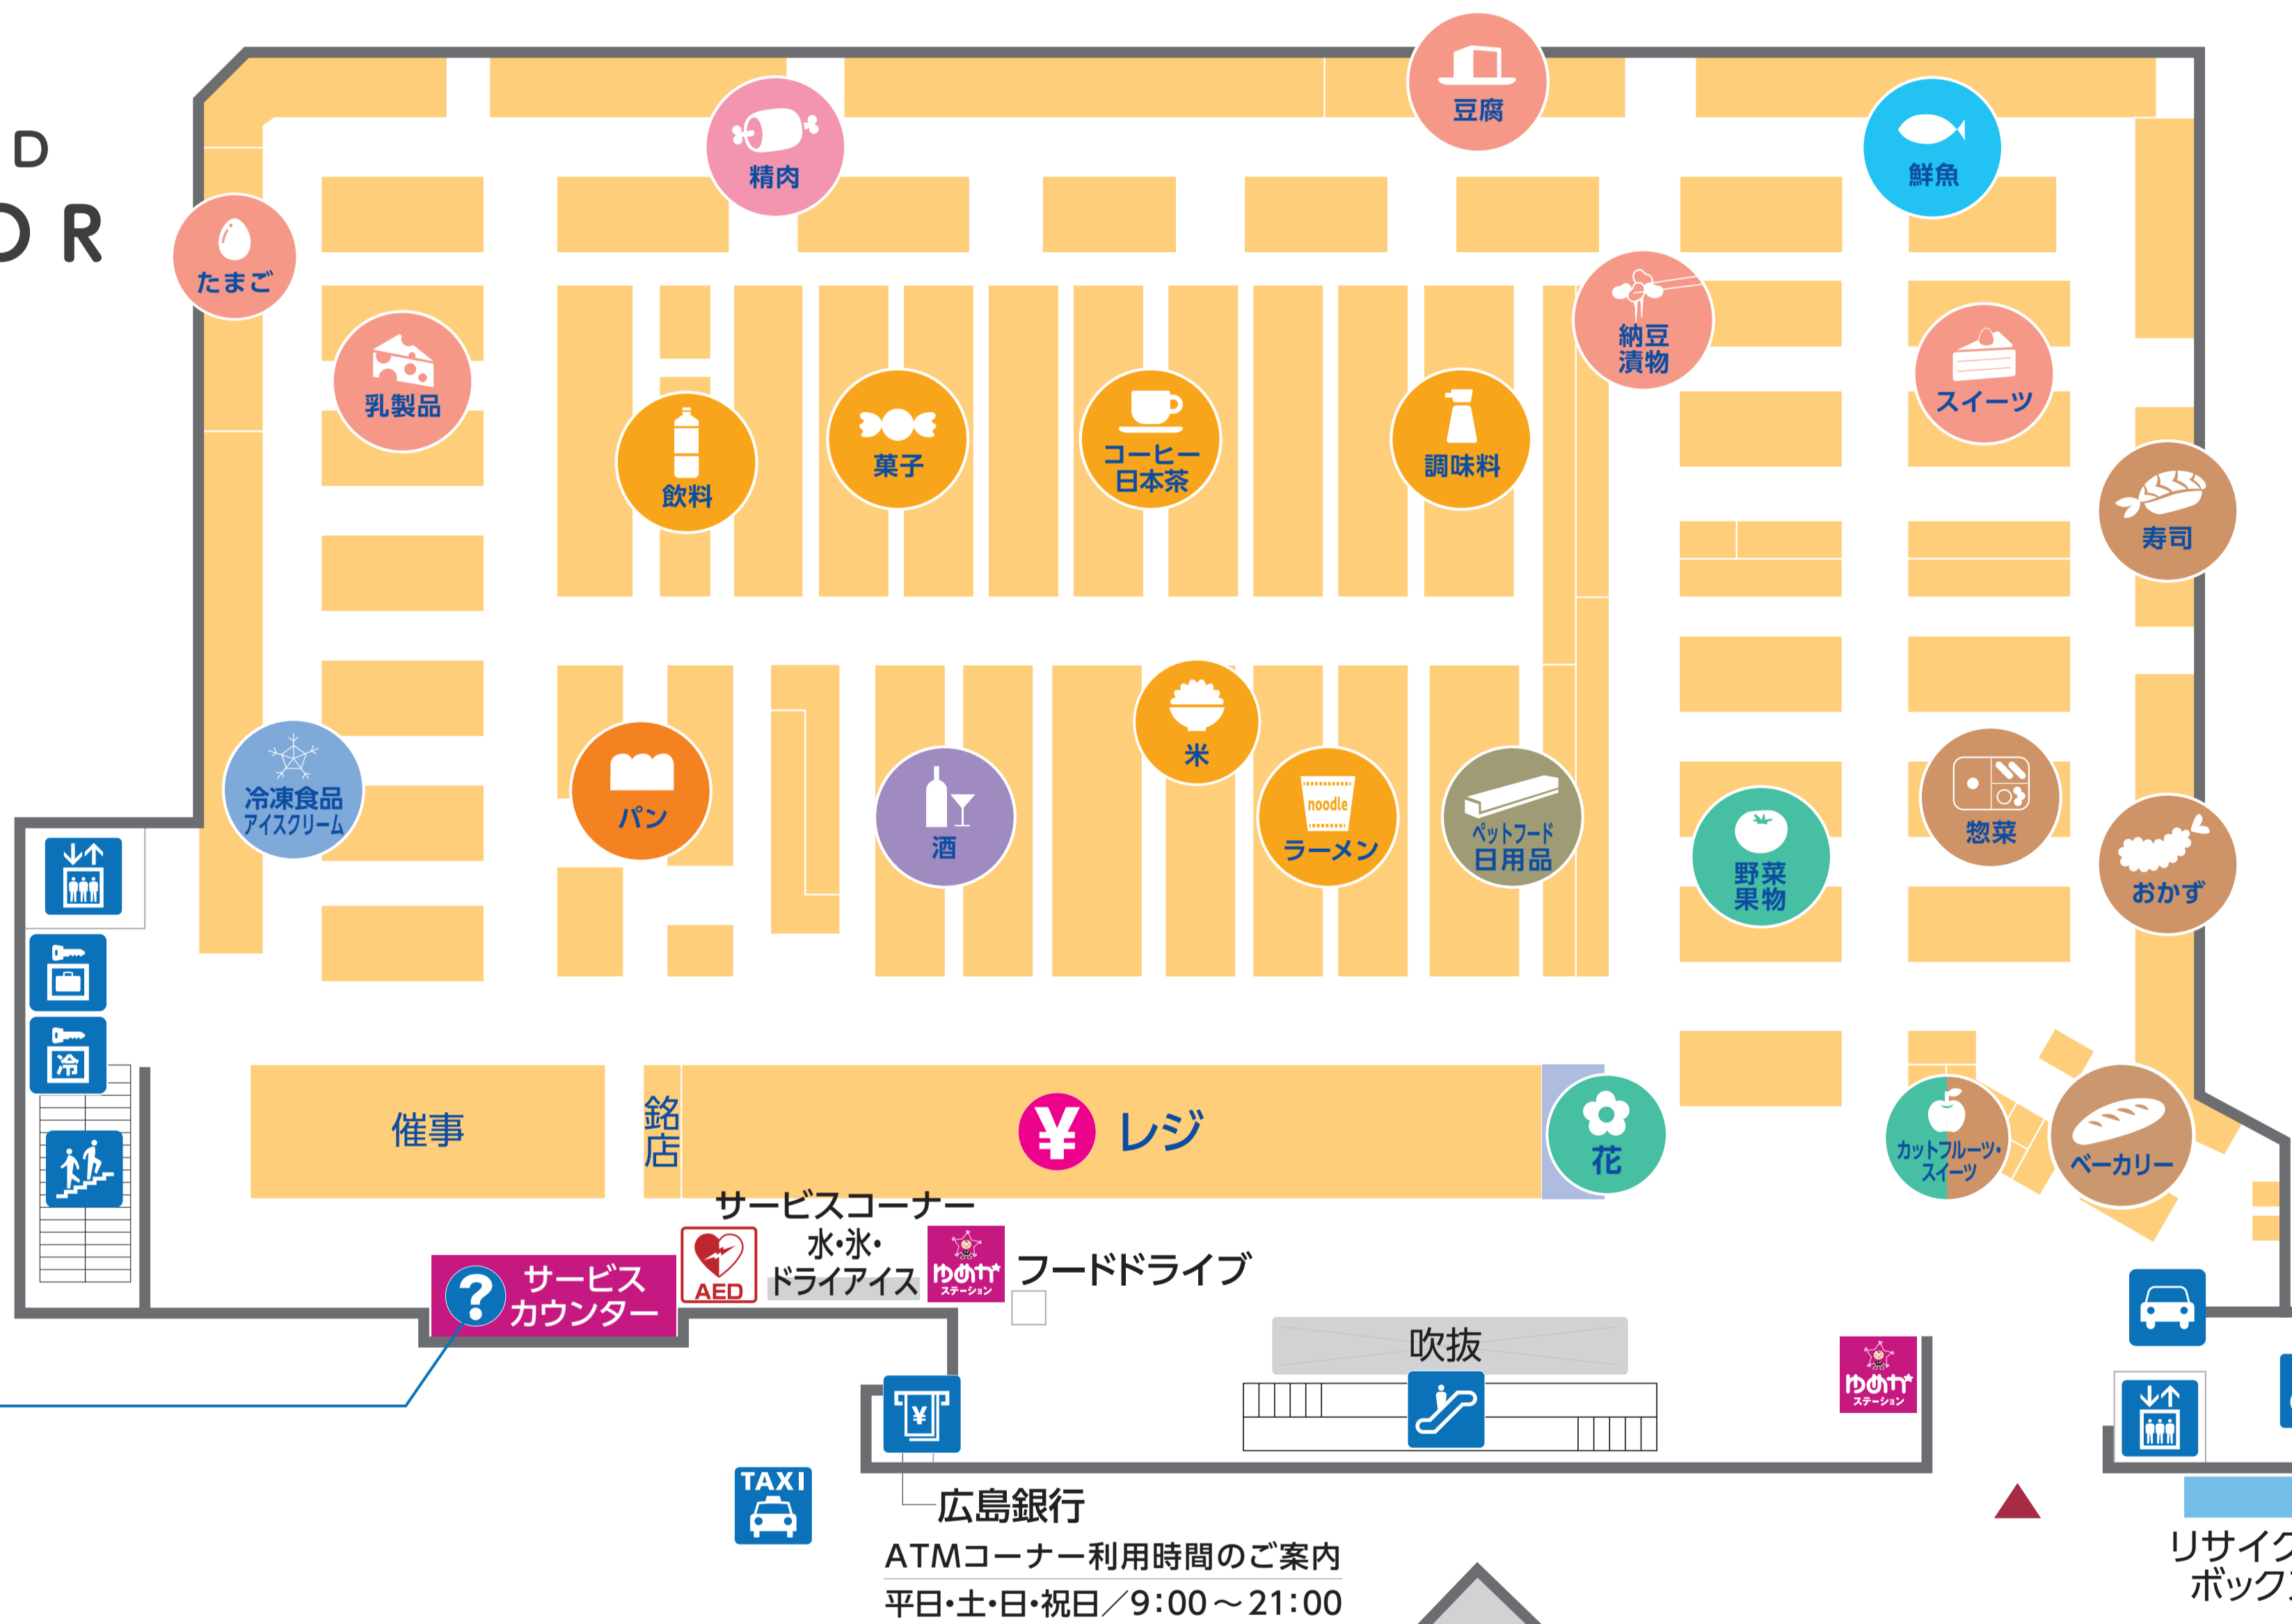 D
OR
豆腐
精肉
鮮魚
たまご
納豆
漬物
乳製品
スイーツ
飲料
菓子
コーヒー
日本茶
調味料
寿司
冷凍食品
アイスクリーム
パン
酒
米
noodle
ラーメン
ペットフード
日用品
野菜
果物
惣菜
おかず
冷
催事
銘店
¥ レジ
花
カットフルーツ・
スイーツ
ベーカリー
サービスコーナー
水・氷・
ドライアイス
AED
ゆめか
ステーション
フードドライブ
?
サービス
カウンター
吹抜
ゆめか
ステーション
¥
TAXI
広島銀行
ATMコーナー利用時間のご案内
平日・土・日・祝日／9：00～21：00
リサイク
ボックス